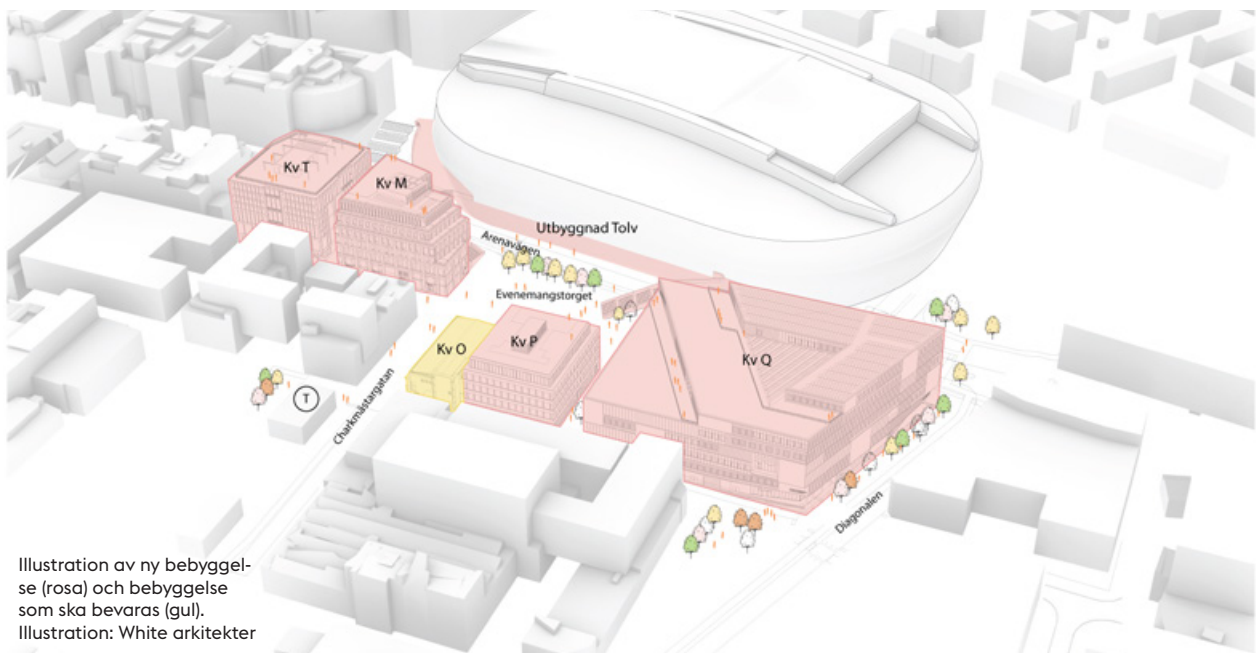 Kv T
Kv M
Utbyggnad Tolv
Arenavägen
Evenemangstorget
Kv O
Kv P
Kv Q
T
Charkmästargatan
Diagonalen
Illustration av ny bebyggel-
se (rosa) och bebyggelse
som ska bevaras (gul).
Illustration: White arkitekter